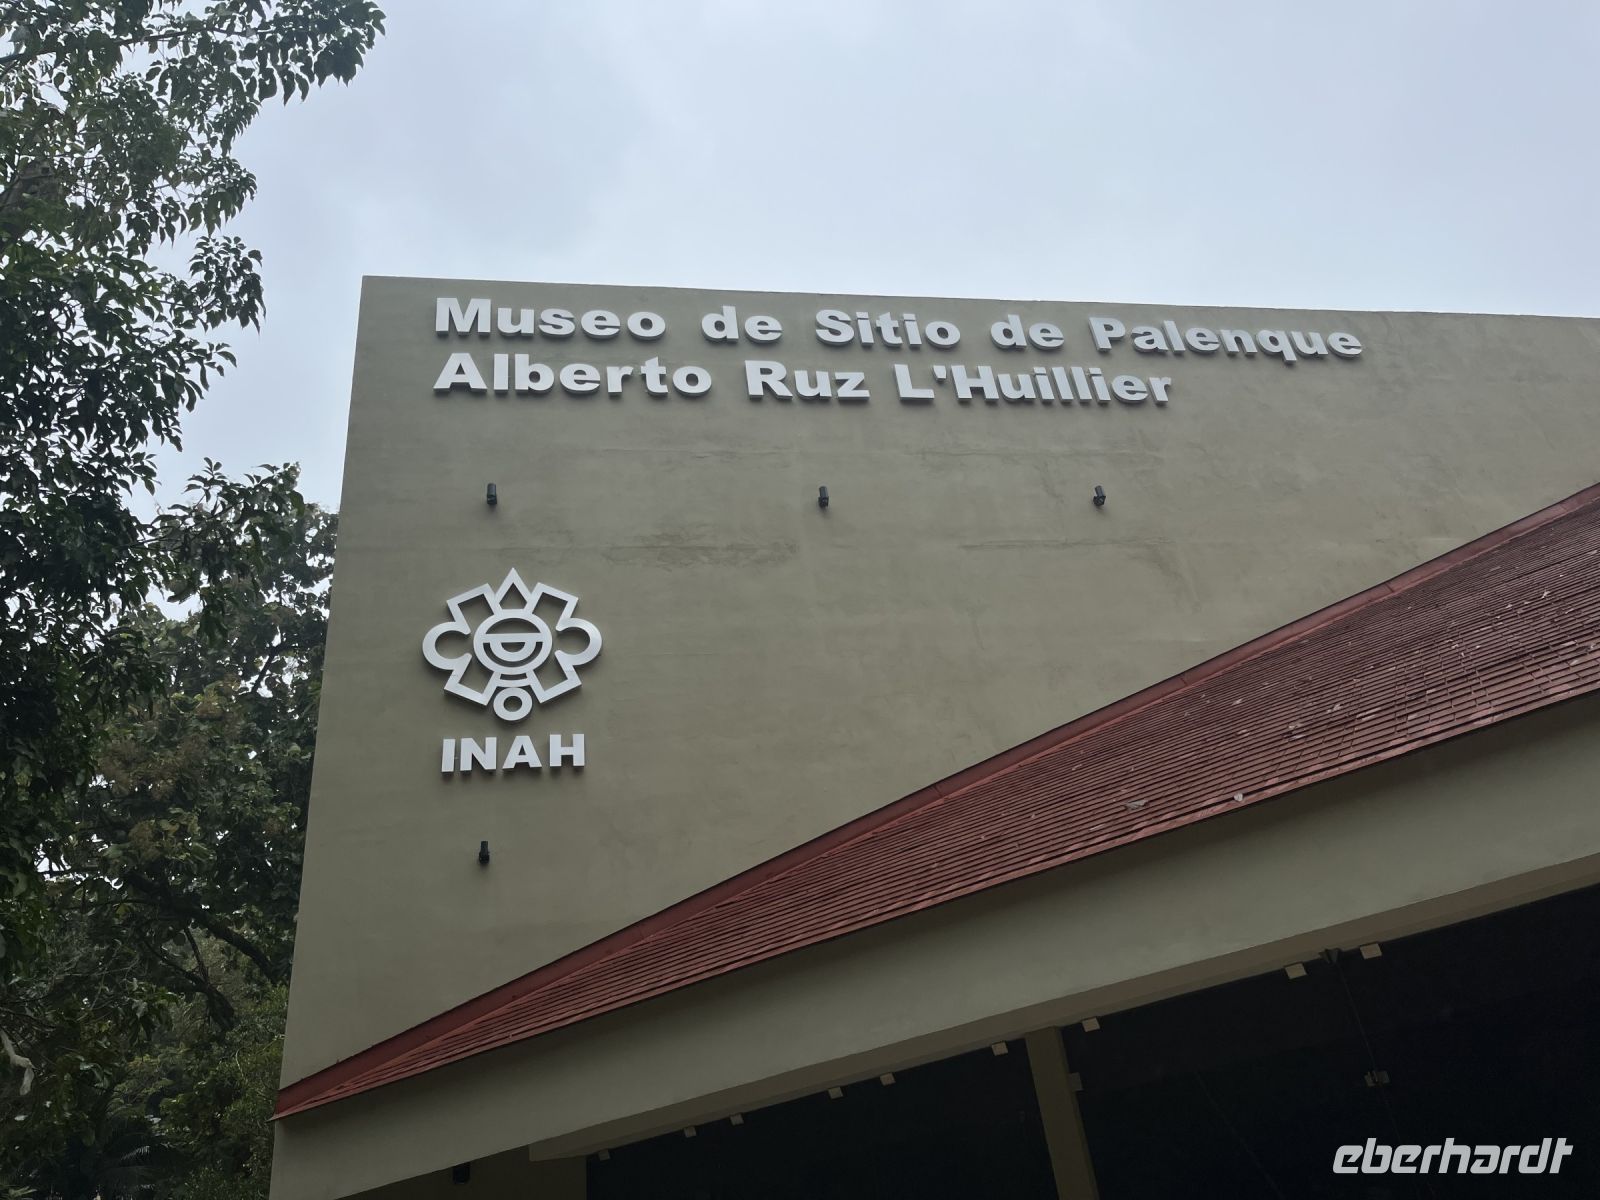 Museo de Sitio de Palenque
Alberto Ruz L'Huillier
INAH
eberhardt